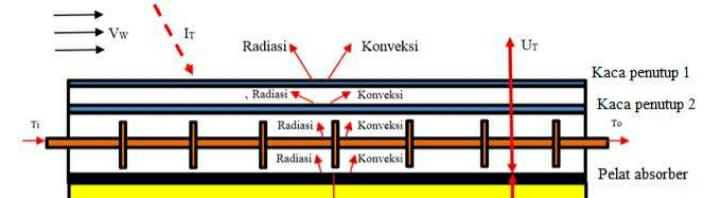 Vw
IT
Radiasi Konveksi
UT
Kaca penutup 1
, Radiasi Konveksi
Kaca penutup 2
Ti
Radiasi Konveksi
To
Radiasi Konveksi
Pelat absorber